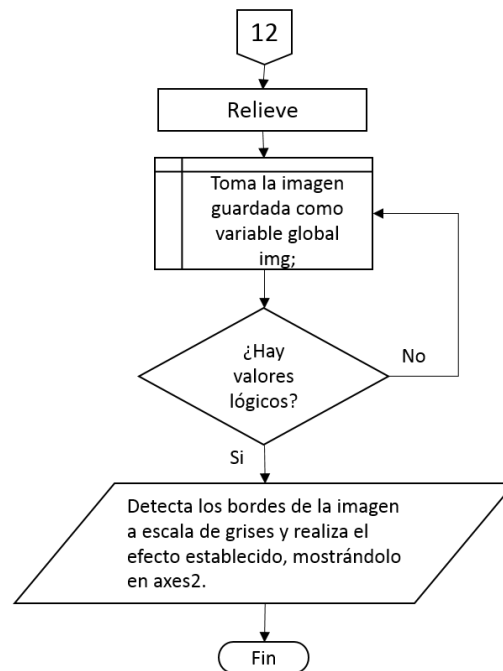 12
Relieve
Toma la imagen
guardada como
variable global
img;
¿Hay
valores
lógicos?
No
Si
Detecta los bordes de la imagen
a escala de grises y realiza el
efecto establecido, mostrándolo
en axes2.
Fin